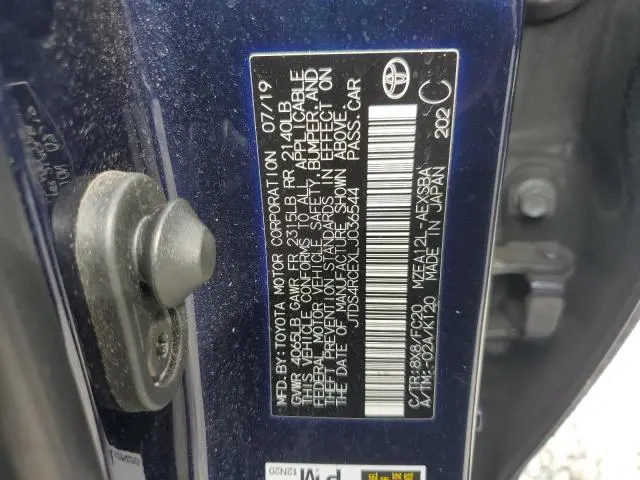 MFD.BY:TOYOTA MOTOR CORPORATION 07/19
GVWR 4065LB GAWR FR 2315LB RR 2140LB
THIS VEHICLE CONFORMS TO ALL APPLICABLE
FEDERAL MOTOR VEHICLE SAFETY, BUMPER, AND
THEFT PREVENTION STANDARDS IN EFFECT ON
THE DATE OF MANUFACTURE SHOWN ABOVE.
JTDS4RCEXLJ036544 PASS.CAR
C/TR:8X8/FC20 MZEA12L-AEXSBA
A/TM:-02A/K120 MADE IN JAPAN
202 C
12N20
PM